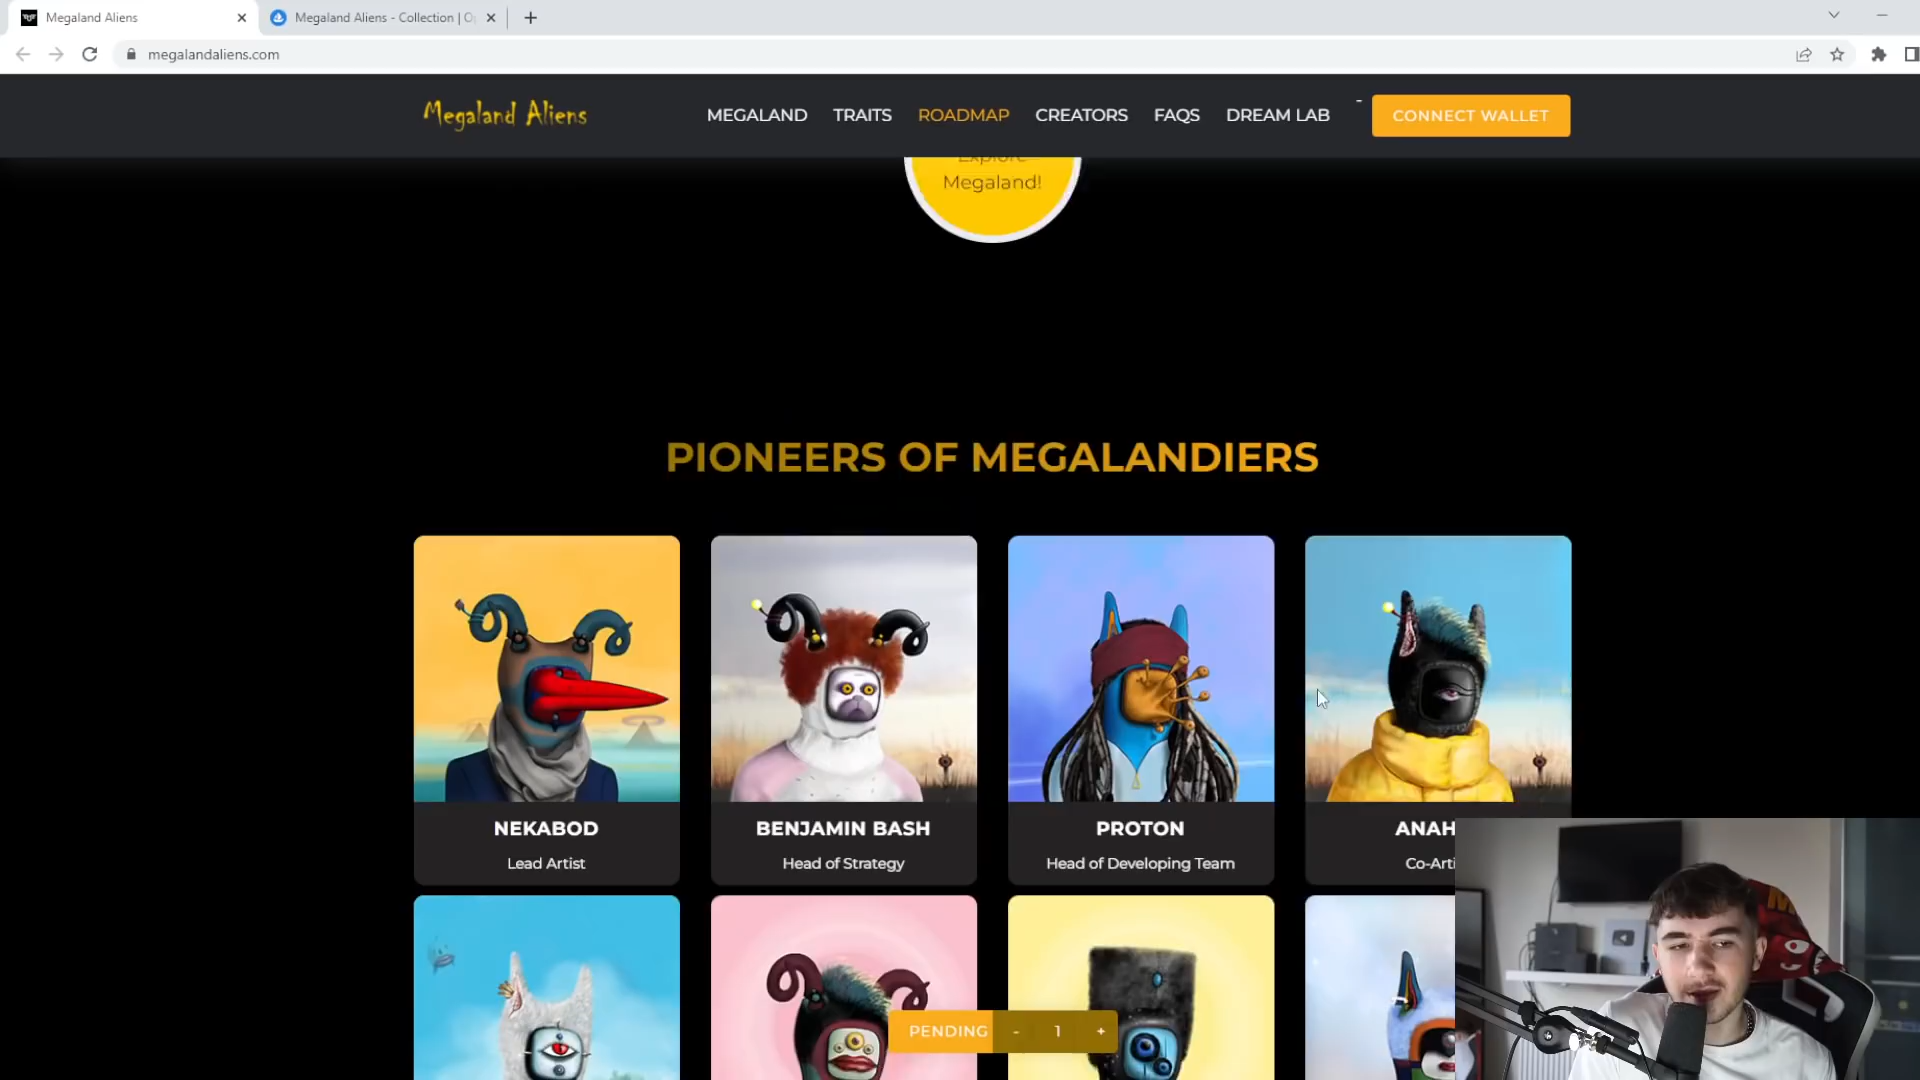 Megaland Aliens
Megaland Aliens - Collection | O
megalandaliens.com
Megaland Aliens
MEGALAND TRAITS ROADMAP CREATORS FAQS DREAM LAB - CONNECT WALLET
Explore
Megaland!
PIONEERS OF MEGALANDIERS
NEKABOD
Lead Artist
BENJAMIN BASH
Head of Strategy
PROTON
Head of Developing Team
ANAH
Co-Arti
PENDING - 1 +